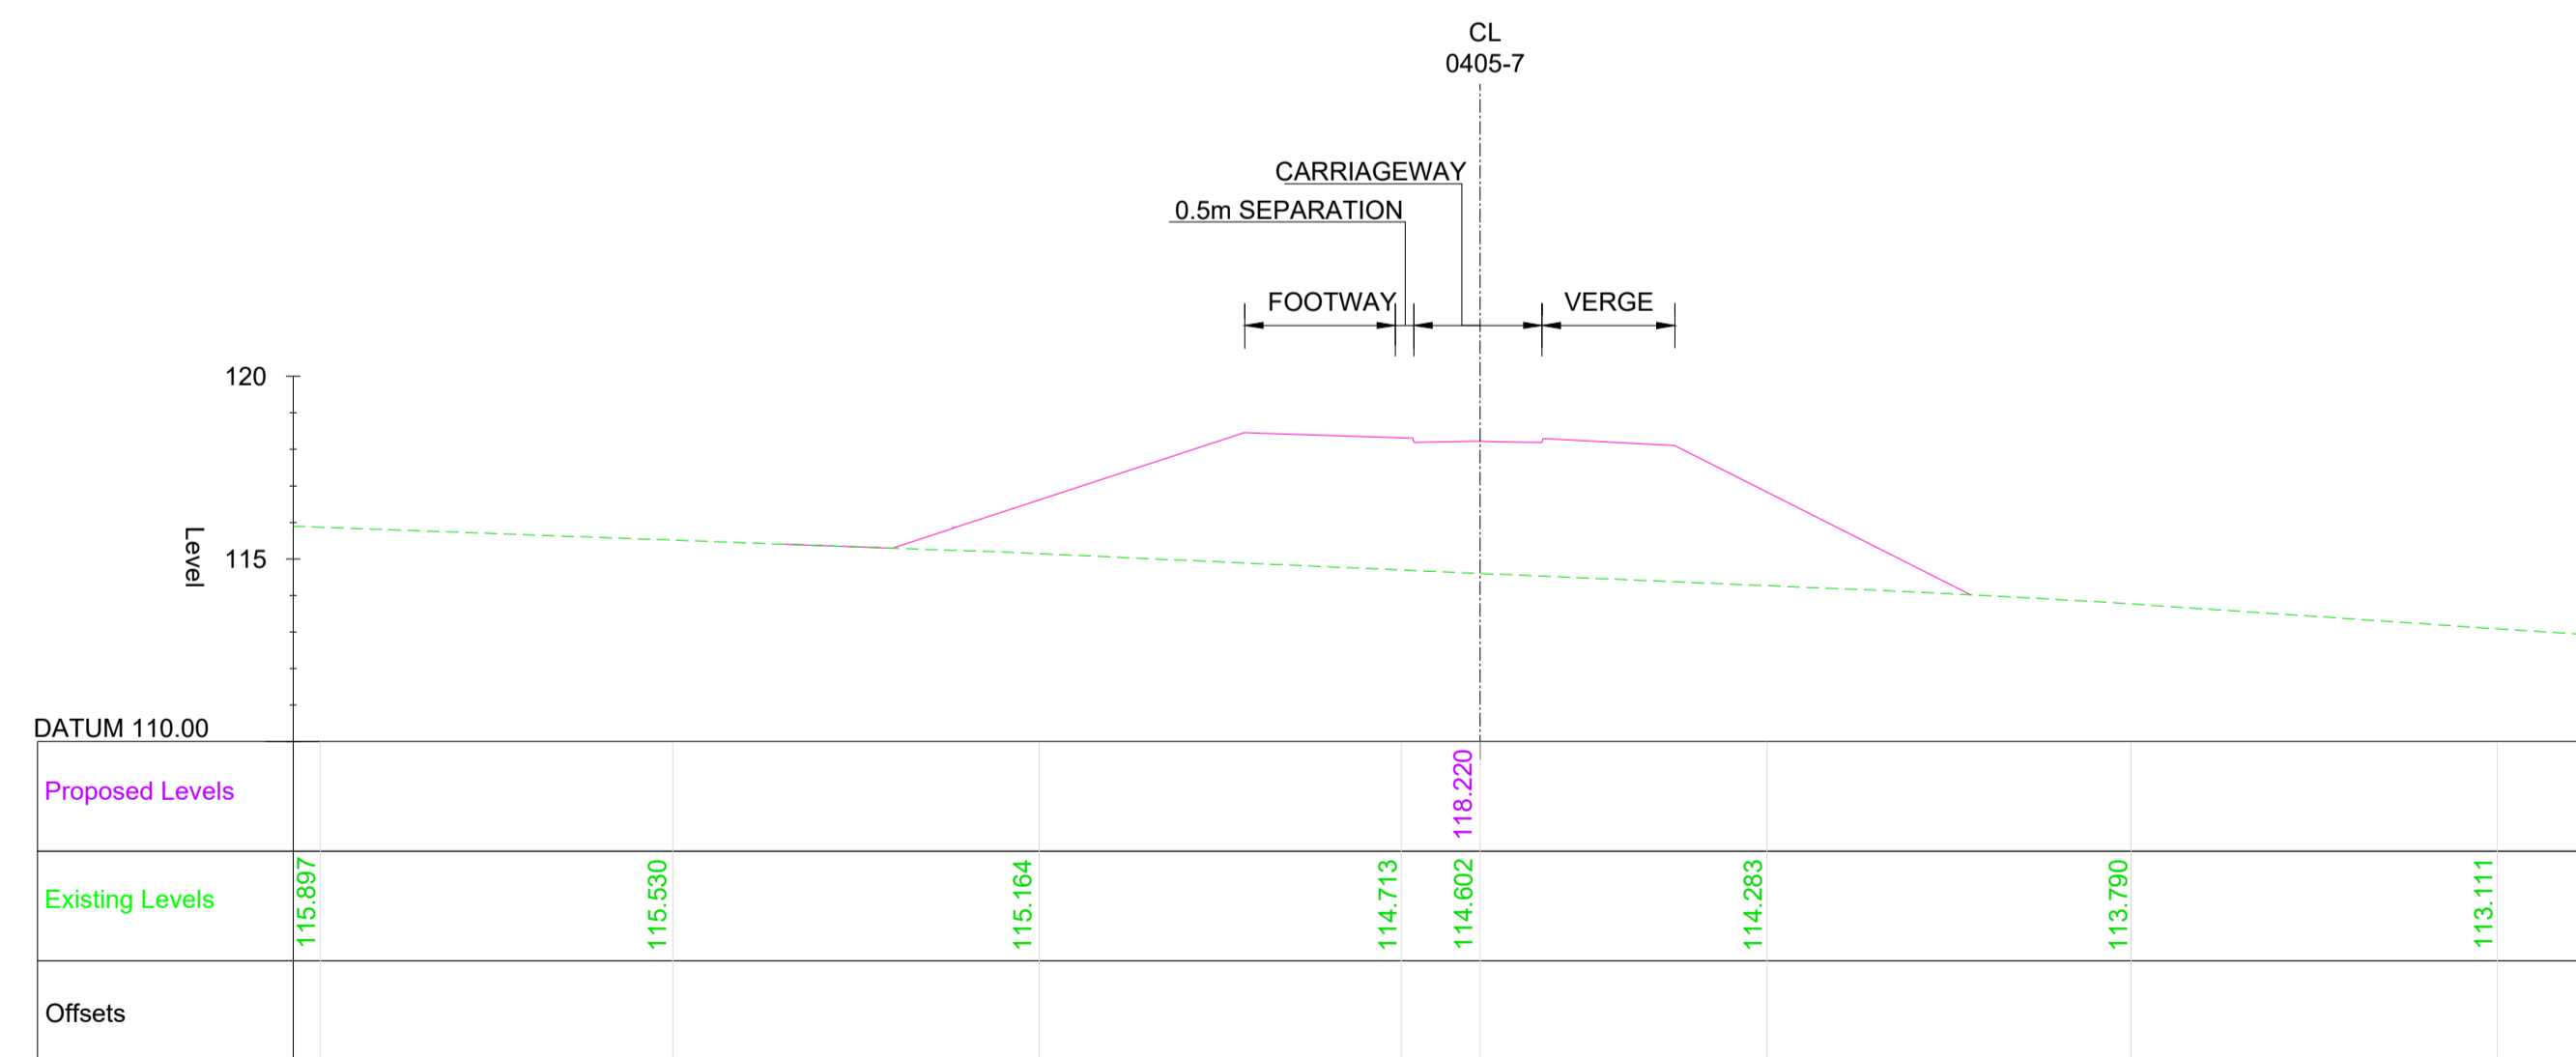 CL
0405-7
CARRIAGEWAY
0.5m SEPARATION
FOOTWAY
VERGE
120
Level
115
DATUM 110.00
Proposed Levels
118.220
Existing Levels
115.897
115.530
115.164
114.713
114.602
114.283
113.790
113.111
Offsets